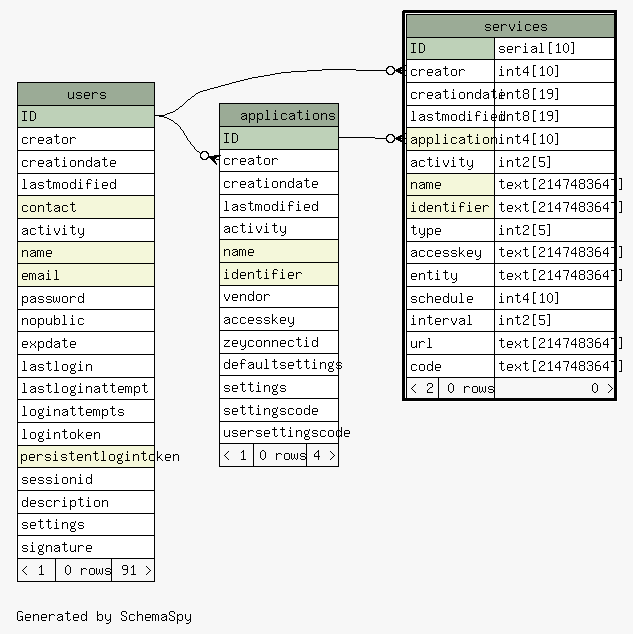 users
ID
creator
creationdate
lastmodified
contact
activity
name
email
password
nopublic
expdate
lastlogin
lastloginattempt
loginattempts
logintoken
persistentlogintoken
sessionid
description
settings
signature
< 1 0 rows 91 >
applications
ID
creator
creationdate
lastmodified
activity
name
identifier
vendor
accesskey
zeyconnectid
defaultsettings
settings
settingscode
usersettingscode
< 1 0 rows 4 >
services
ID serial[10]
creator int4[10]
creationdate int8[19]
lastmodified int8[19]
application int4[10]
activity int2[5]
name text[2147483647]
identifier text[2147483647]
type int2[5]
accesskey text[2147483647]
entity text[2147483647]
schedule int4[10]
interval int2[5]
url text[2147483647]
code text[2147483647]
< 2 0 rows 0 >
Generated by SchemaSpy